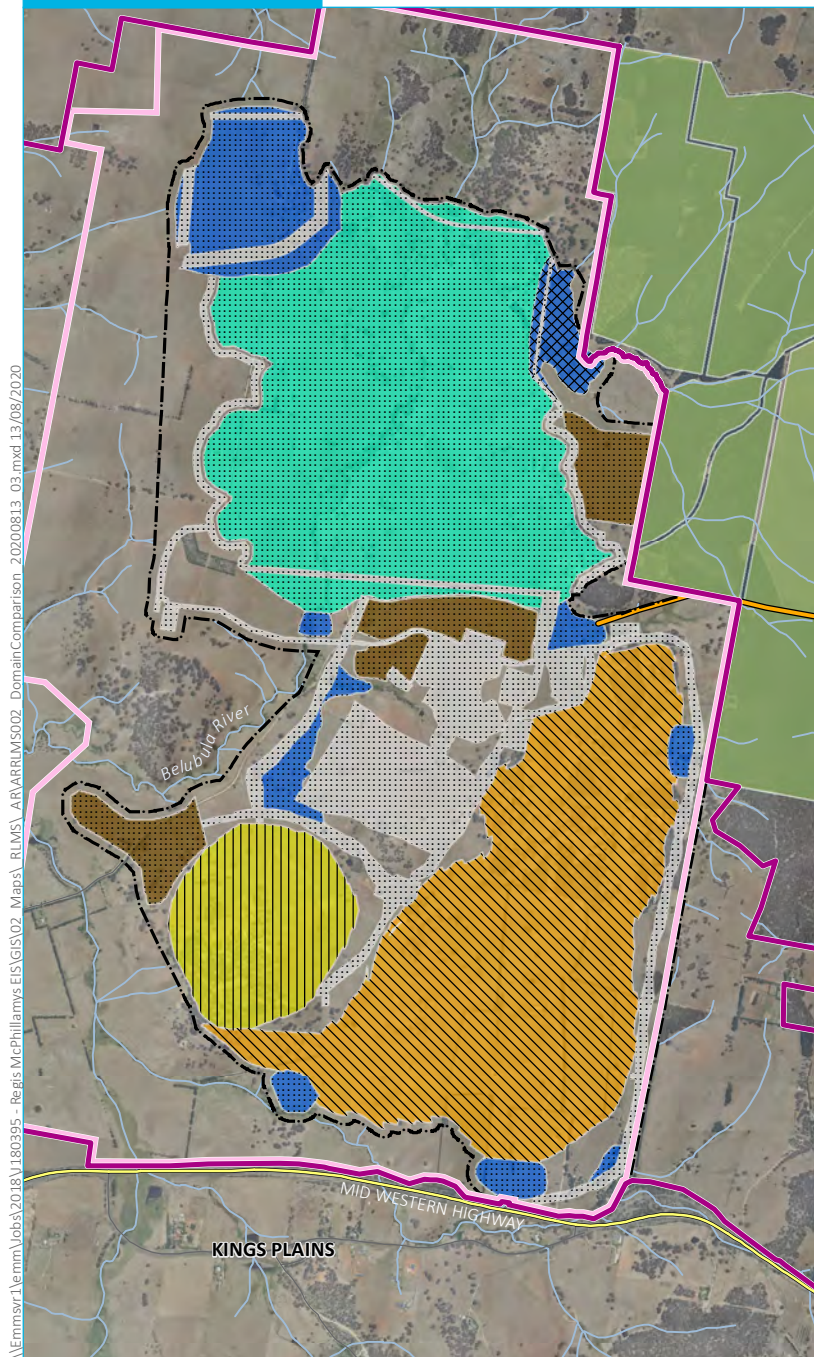 \\Emmsvr1\emm\Jobs\2018\J180395 - Regis McPhillamys EIS\GIS\02_Maps\_RLMS\_AR\ARRLMS002_DomainComparison_20200813_03.mxd 13/08/2020
Belubula River
MID WESTERN HIGHWAY
KINGS PLAINS